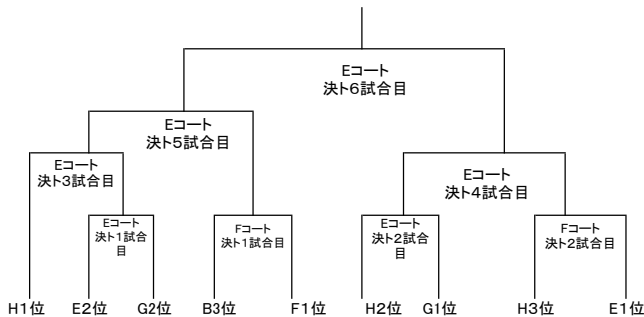 Eコート
決ト6試合目
Eコート
決ト5試合目
Eコート
決ト3試合目
Eコート
決ト4試合目
Eコート
決ト1試合
目
Fコート
決ト1試合目
Eコート
決ト2試合
目
Fコート
決ト2試合目
H1位 E2位 G2位 B3位 F1位 H2位 G1位 H3位 E1位